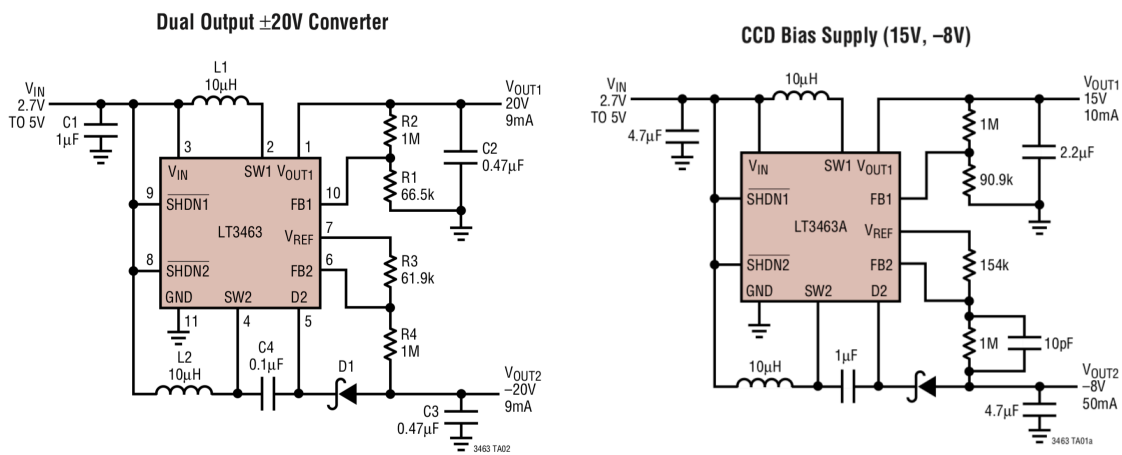 Dual Output ±20V Converter
VIN
2.7V
TO 5V
C1
1µF
L1
10µH
VOUT1
20V
9mA
R2
1M
C2
0.47µF
R1
66.5k
3
2
1
VIN
SW1
VOUT1
9
SHDN1
10
FB1
LT3463
7
VREF
8
SHDN2
6
FB2
R3
61.9k
GND
SW2
D2
11
4
5
R4
1M
L2
10µH
C4
0.1µF
D1
VOUT2
–20V
9mA
C3
0.47µF
3463 TA02
CCD Bias Supply (15V, –8V)
VIN
2.7V
TO 5V
4.7µF
10µH
VOUT1
15V
10mA
1M
2.2µF
90.9k
VIN
SW1
VOUT1
SHDN1
FB1
LT3463A
VREF
SHDN2
FB2
154k
GND
SW2
D2
1M
10pF
10µH
1µF
VOUT2
–8V
50mA
4.7µF
3463 TA01a